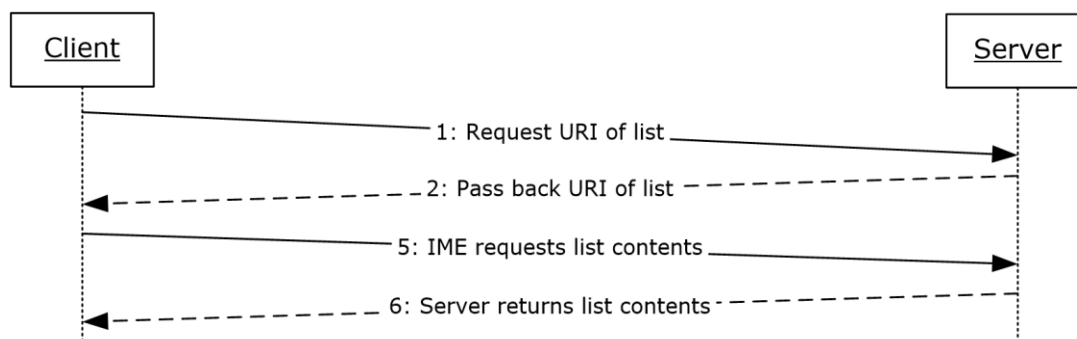 Client
Server
1: Request URI of list
2: Pass back URI of list
5: IME requests list contents
6: Server returns list contents